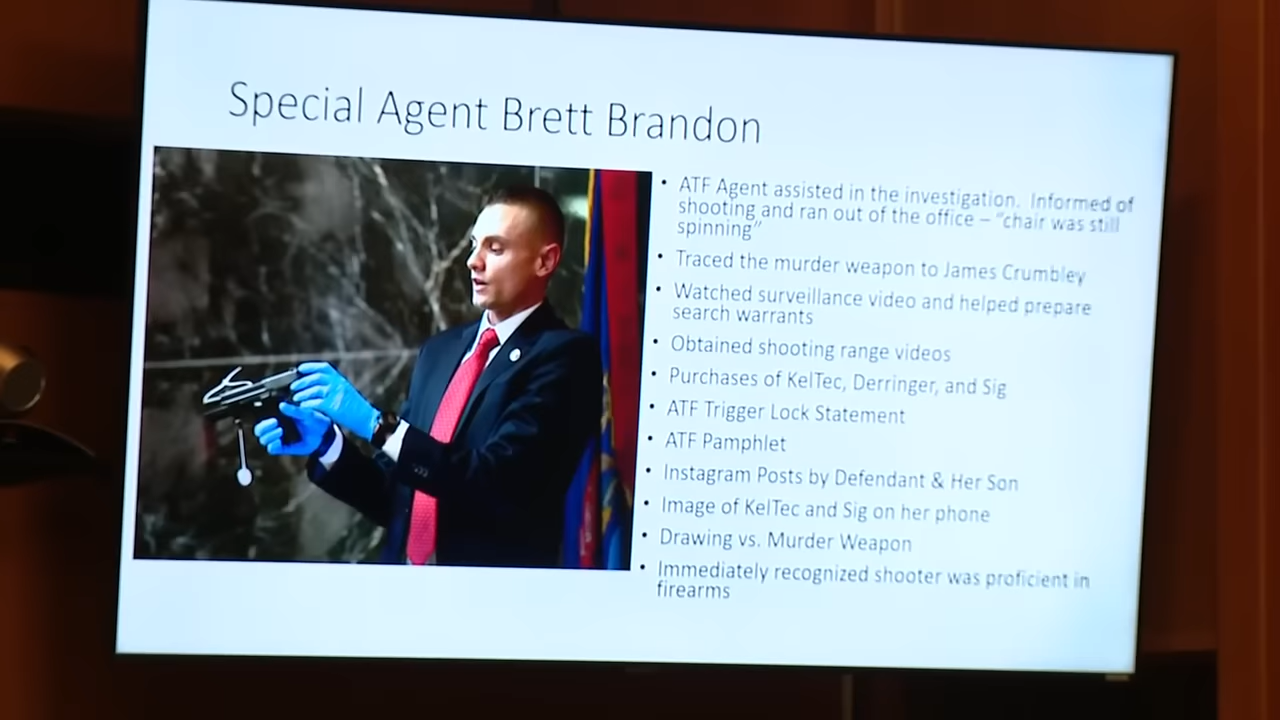 Special Agent Brett Brandon
• ATF Agent assisted in the investigation. Informed of
shooting and ran out of the office – "chair was still
spinning"
• Traced the murder weapon to James Crumbley
• Watched surveillance video and helped prepare
search warrants
• Obtained shooting range videos
• Purchases of KelTec, Derringer, and Sig
• ATF Trigger Lock Statement
• ATF Pamphlet
• Instagram Posts by Defendant & Her Son
• Image of KelTec and Sig on her phone
• Drawing vs. Murder Weapon
• Immediately recognized shooter was proficient in
firearms